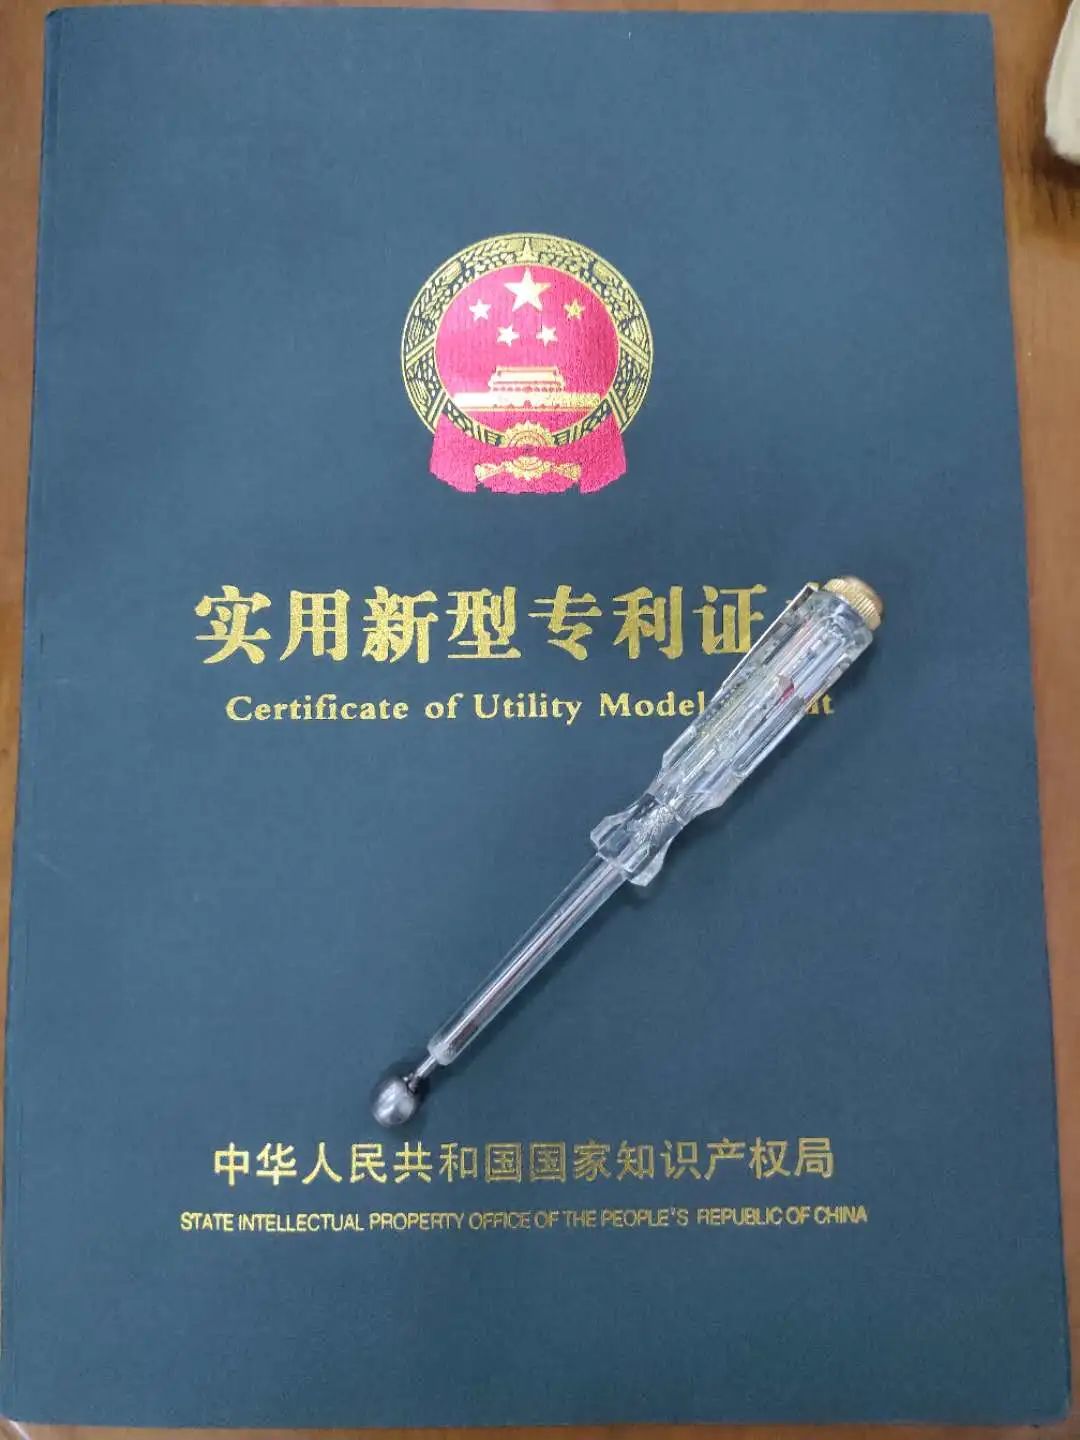 实用新型专利证
Certificate of Utility Model
中华人民共和国国家知识产权局
STATE INTELLECTUAL PROPERTY OFFICE OF THE PEOPLE'S REPUBLIC OF CHINA